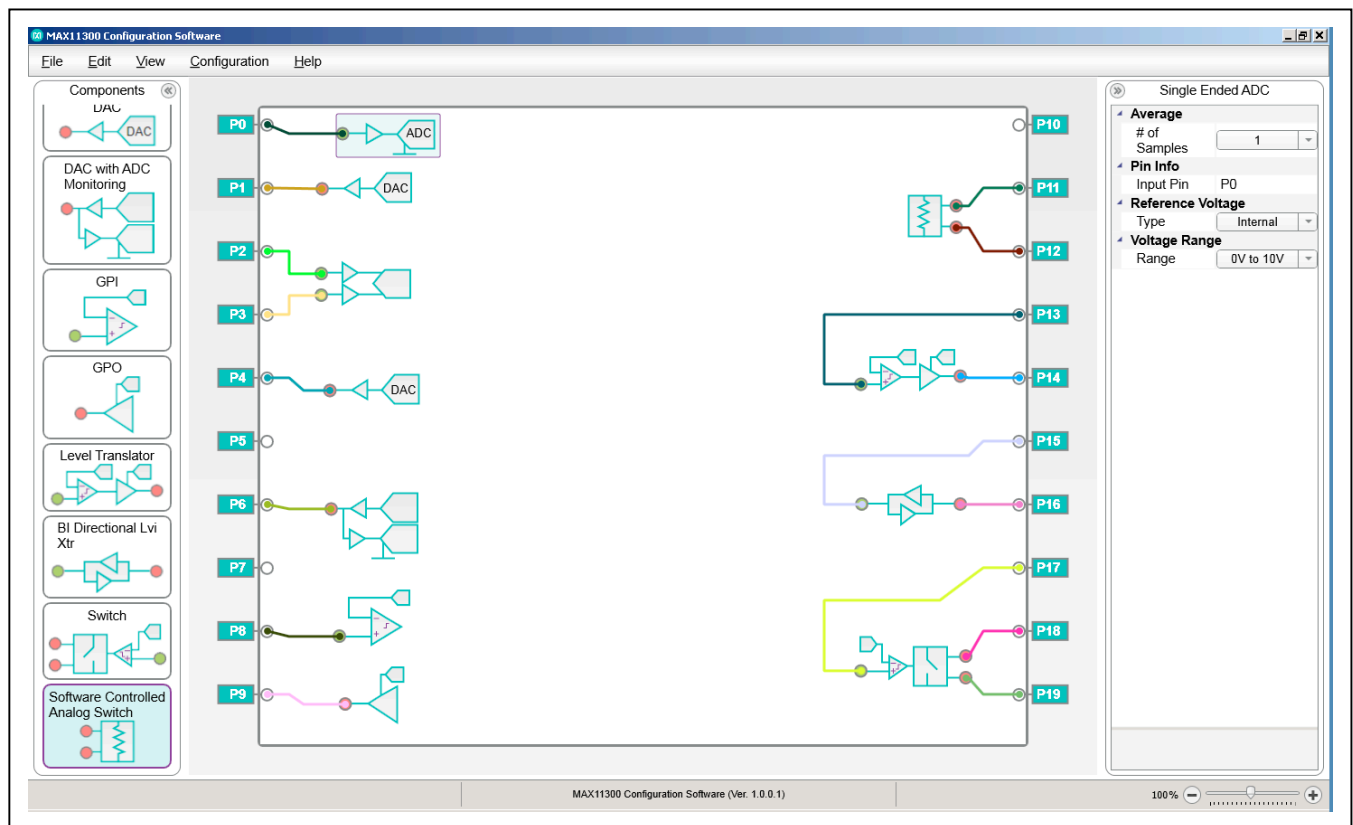 MAX11300 Configuration Software
File Edit View Configuration Help
Components
DAC
DAC
DAC with ADC
Monitoring
GPI
GPO
Level Translator
BI Directional Lvi
Xtr
Switch
Software Controlled
Analog Switch
P0
ADC
P1
DAC
P2
P3
P4
DAC
P5
P6
P7
P8
P9
P10
P11
P12
P13
P14
P15
P16
P17
P18
P19
Single Ended ADC
Average
# of
Samples
1
Pin Info
Input Pin P0
Reference Voltage
Type Internal
Voltage Range
Range 0V to 10V
MAX11300 Configuration Software (Ver. 1.0.0.1)
100%